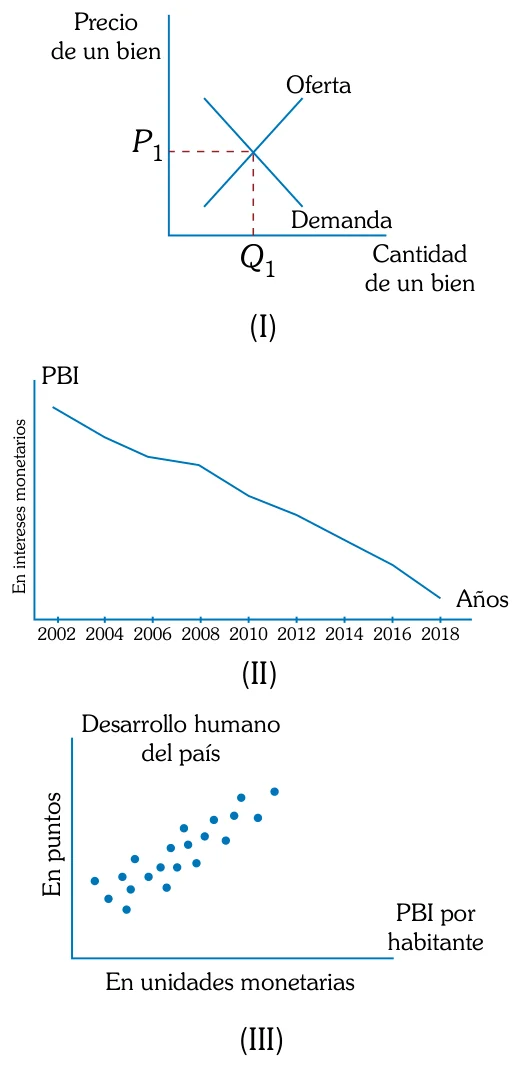 Precio
de un bien
Oferta
P1
Demanda
Q1
Cantidad
de un bien
(I)
PBI
En intereses monetarios
Años
2002 2004 2006 2008 2010 2012 2014 2016 2018
(II)
Desarrollo humano
del país
En puntos
PBI por
habitante
En unidades monetarias
(III)